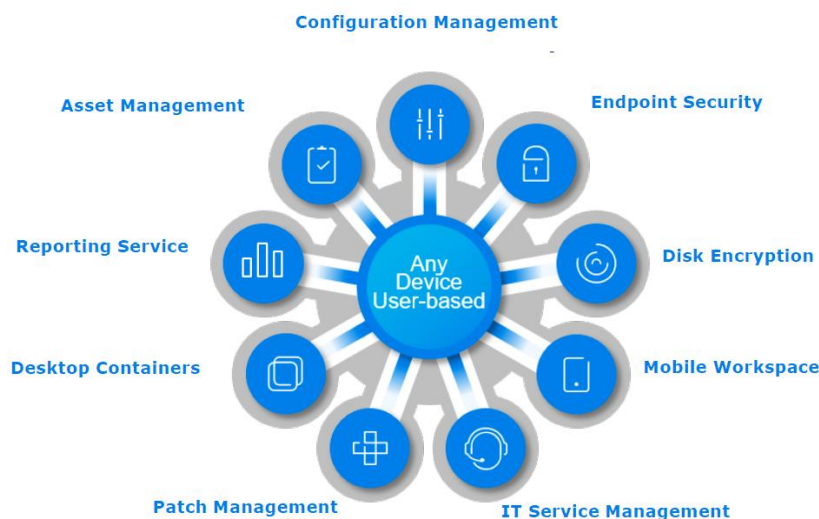 Configuration Management
Asset Management
Endpoint Security
Reporting Service
Any
Device
User-based
Disk Encryption
Desktop Containers
Mobile Workspace
Patch Management
IT Service Management